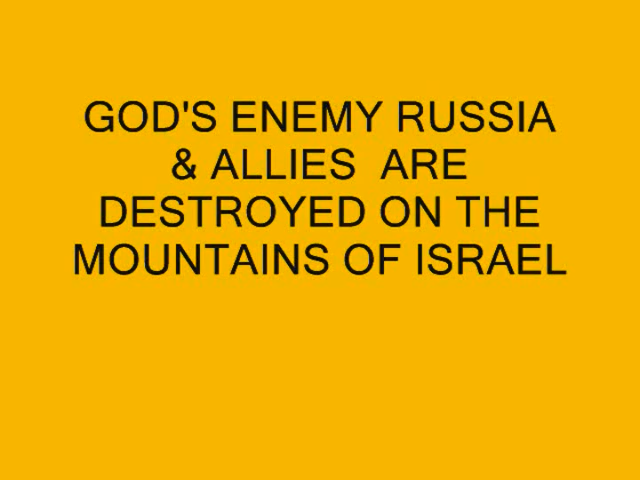 GOD'S ENEMY RUSSIA
& ALLIES  ARE
DESTROYED ON THE
MOUNTAINS OF ISRAEL